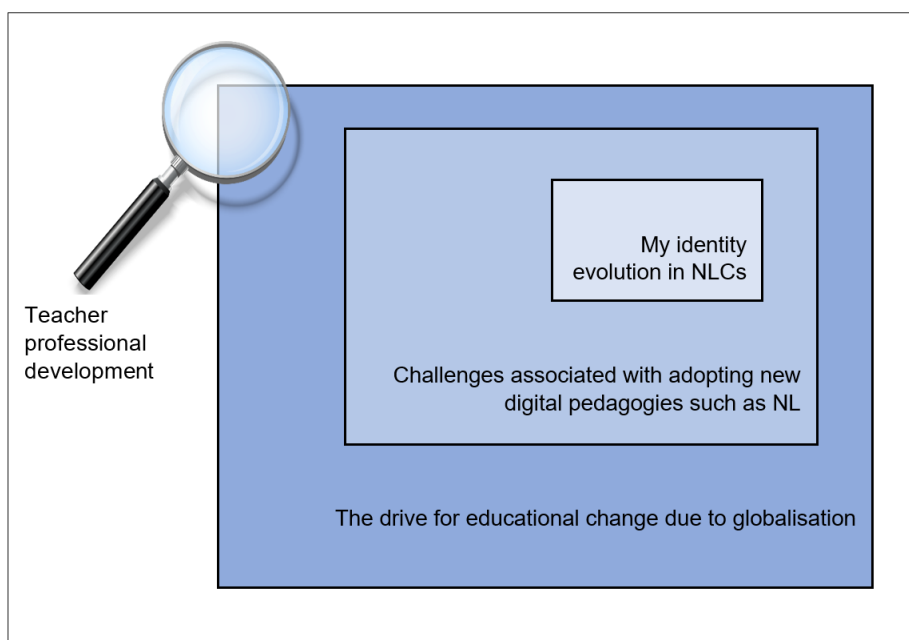 My identity
evolution in NLCs
Teacher
professional
development
Challenges associated with adopting new
digital pedagogies such as NL
The drive for educational change due to globalisation